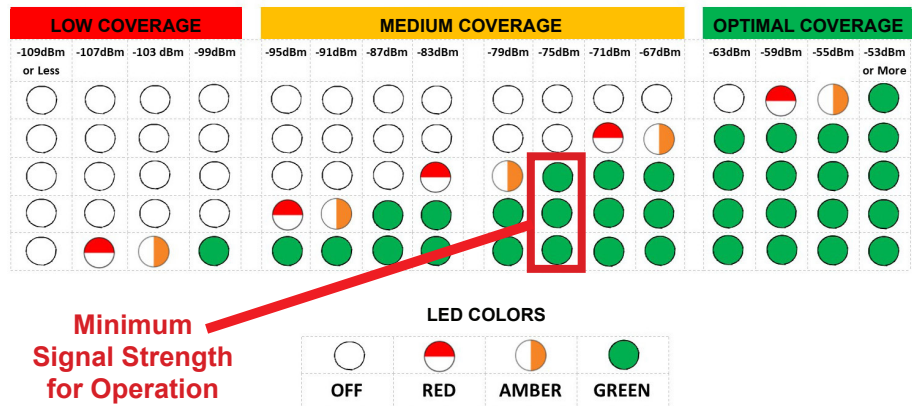 LOW COVERAGE MEDIUM COVERAGE OPTIMAL COVERAGE
-109dBm -107dBm -103 dBm -99dBm -95dBm -91dBm -87dBm -83dBm -79dBm -75dBm -71dBm -67dBm -63dBm -59dBm -55dBm -53dBm
or Less or More
LED COLORS
Minimum
Signal Strength
for Operation
OFF RED AMBER GREEN